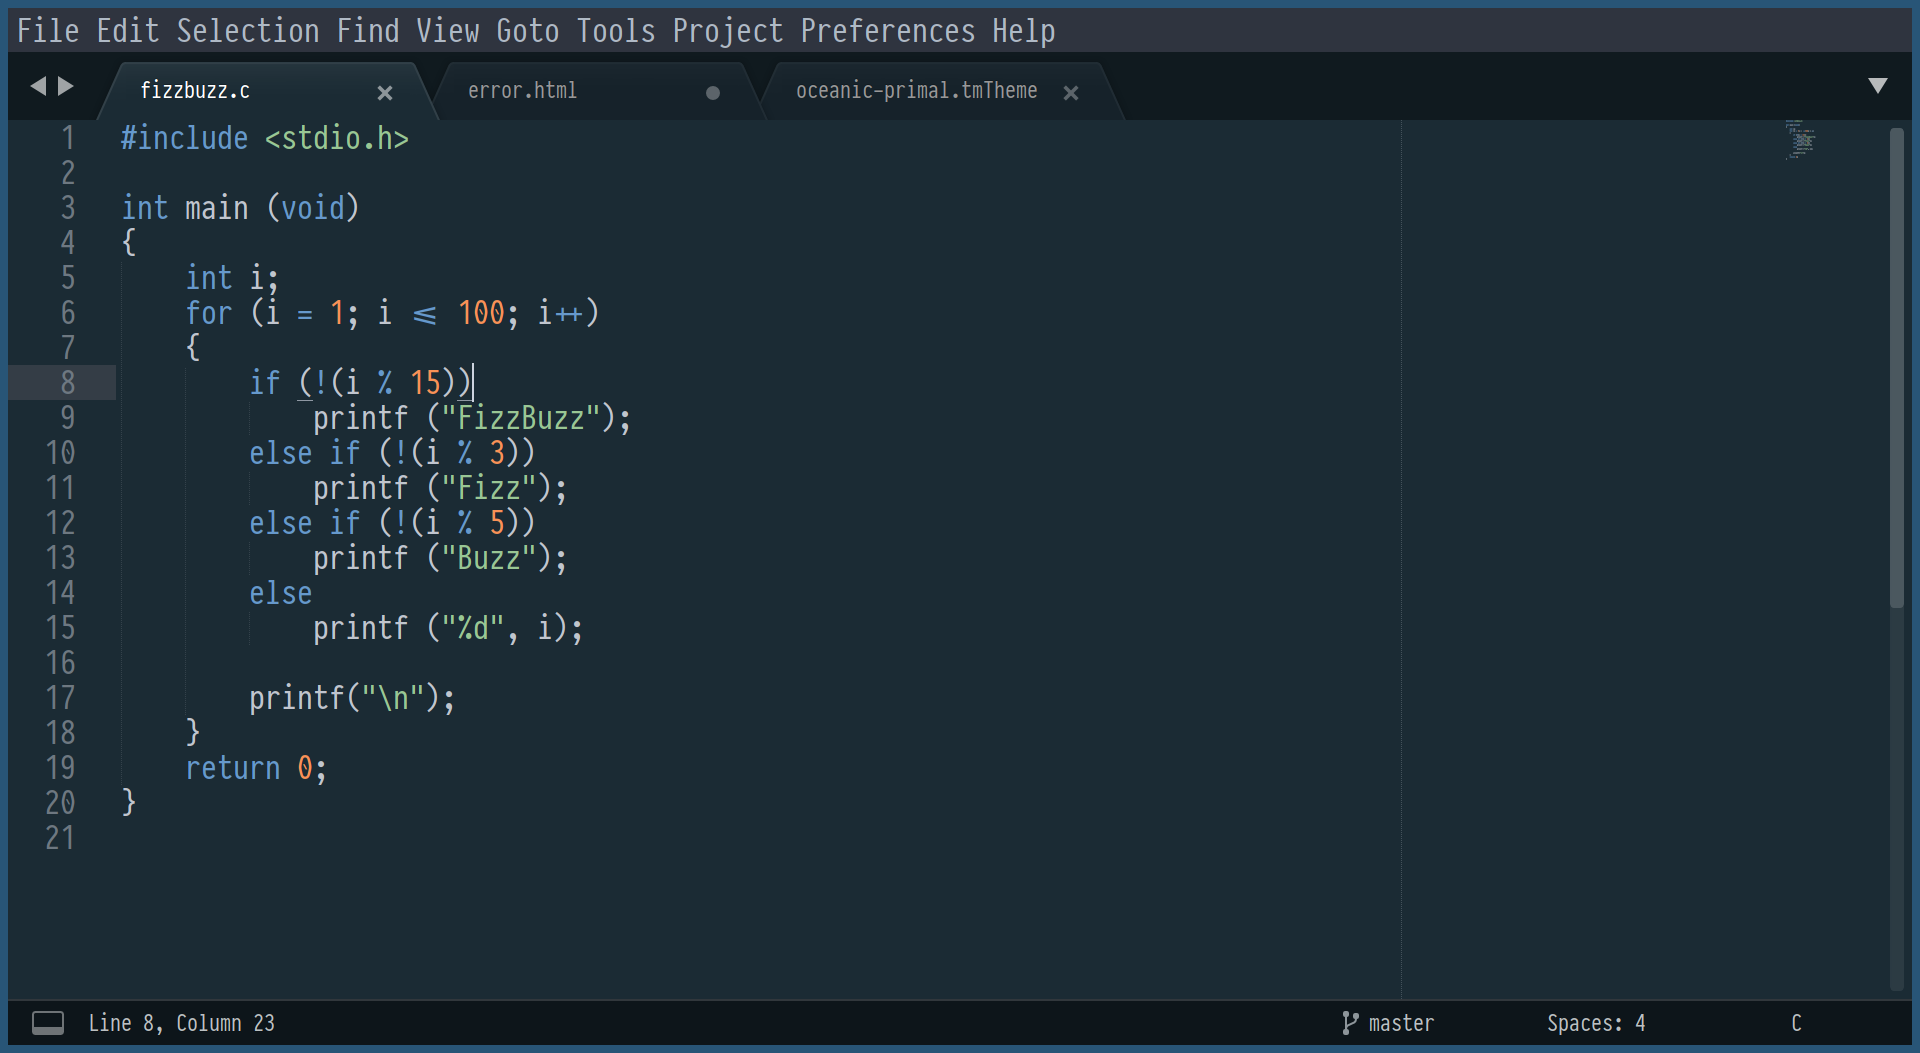 File Edit Selection Find View Goto Tools Project Preferences Help
fizzbuzz.c error.html oceanic-primal.tmTheme
1 #include <stdio.h>
2
3 int main (void)
4 {
5     int i;
6     for (i = 1; i <= 100; i++)
7     {
8         if (!(i % 15))
9             printf ("FizzBuzz");
10         else if (!(i % 3))
11             printf ("Fizz");
12         else if (!(i % 5))
13             printf ("Buzz");
14         else
15             printf ("%d", i);
16
17         printf("\n");
18     }
19     return 0;
20 }
21
Line 8, Column 23 master Spaces: 4 C